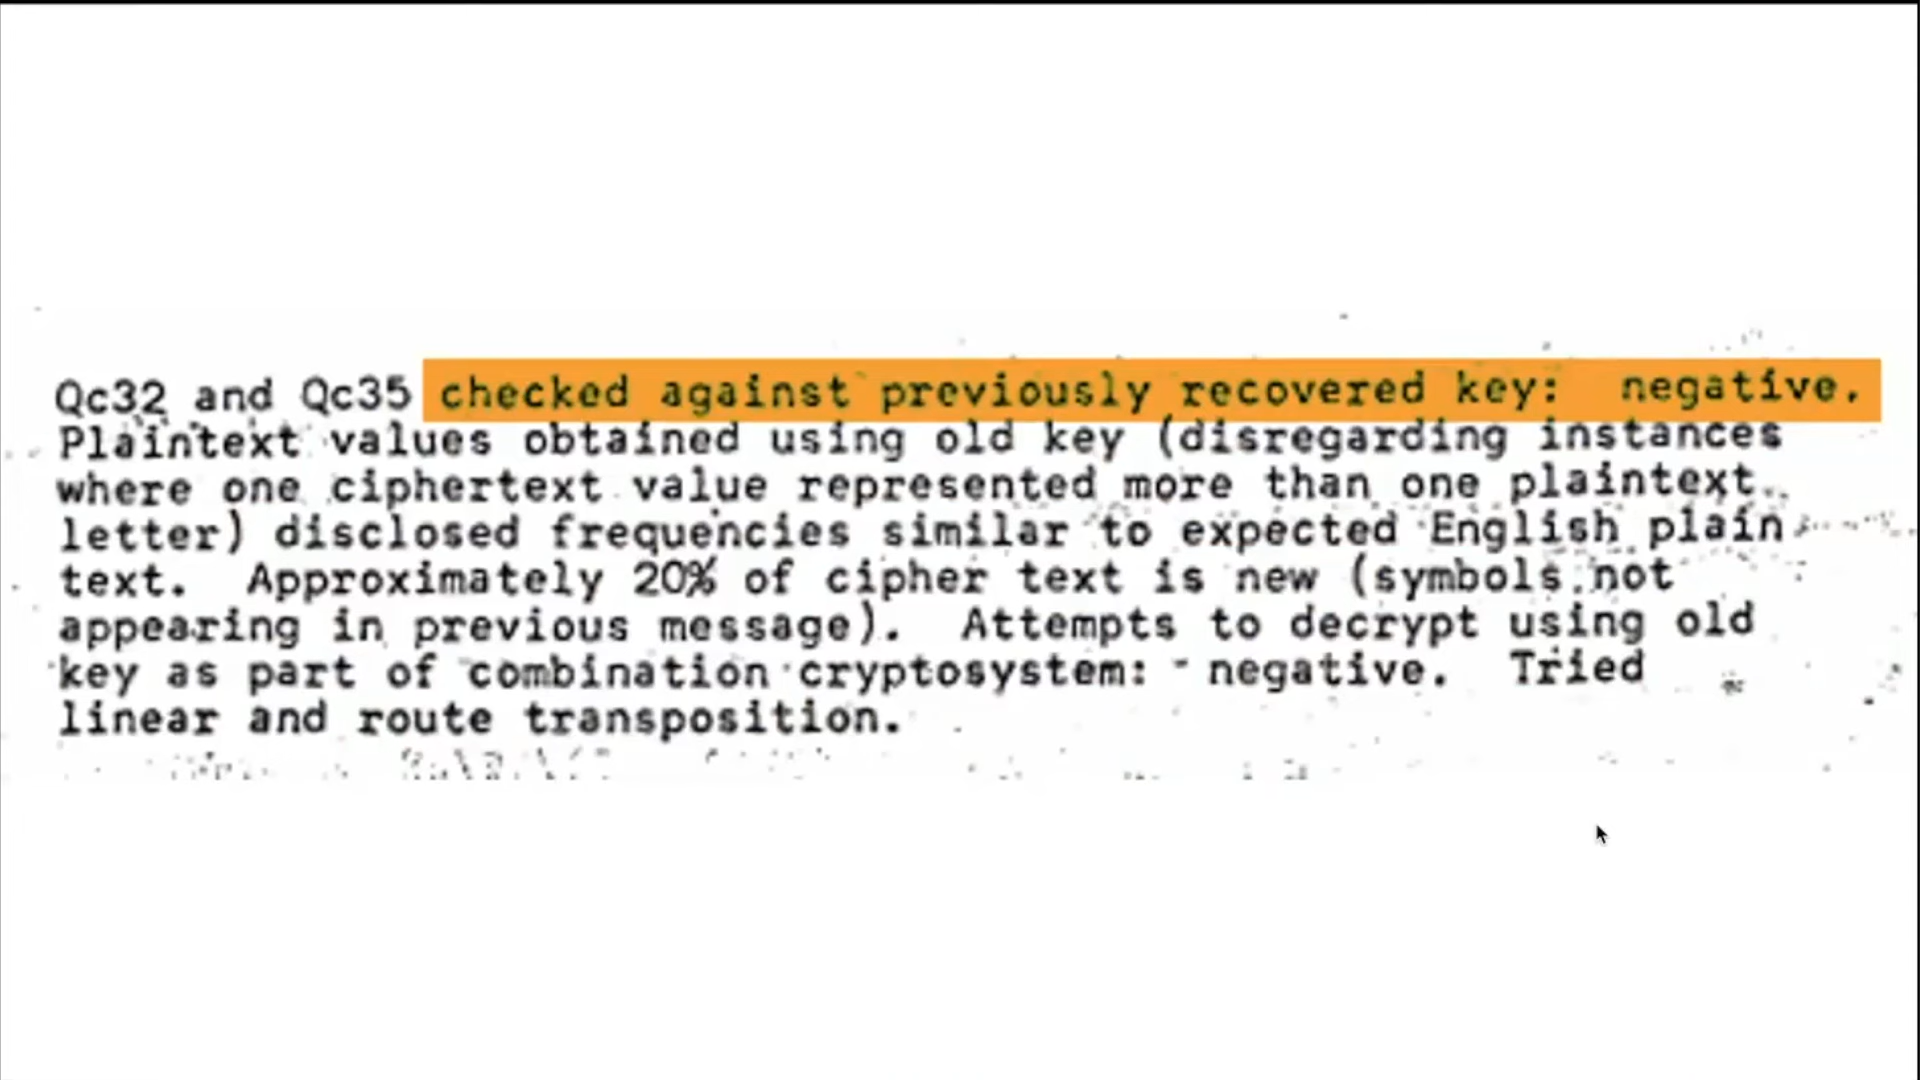 Qc32 and Qc35 checked against previously recovered key: negative.
Plaintext values obtained using old key (disregarding instances
where one ciphertext value represented more than one plaintext
letter) disclosed frequencies similar to expected English plain
text. Approximately 20% of cipher text is new (symbols not
appearing in previous message). Attempts to decrypt using old
key as part of combination cryptosystem: negative. Tried
linear and route transposition.